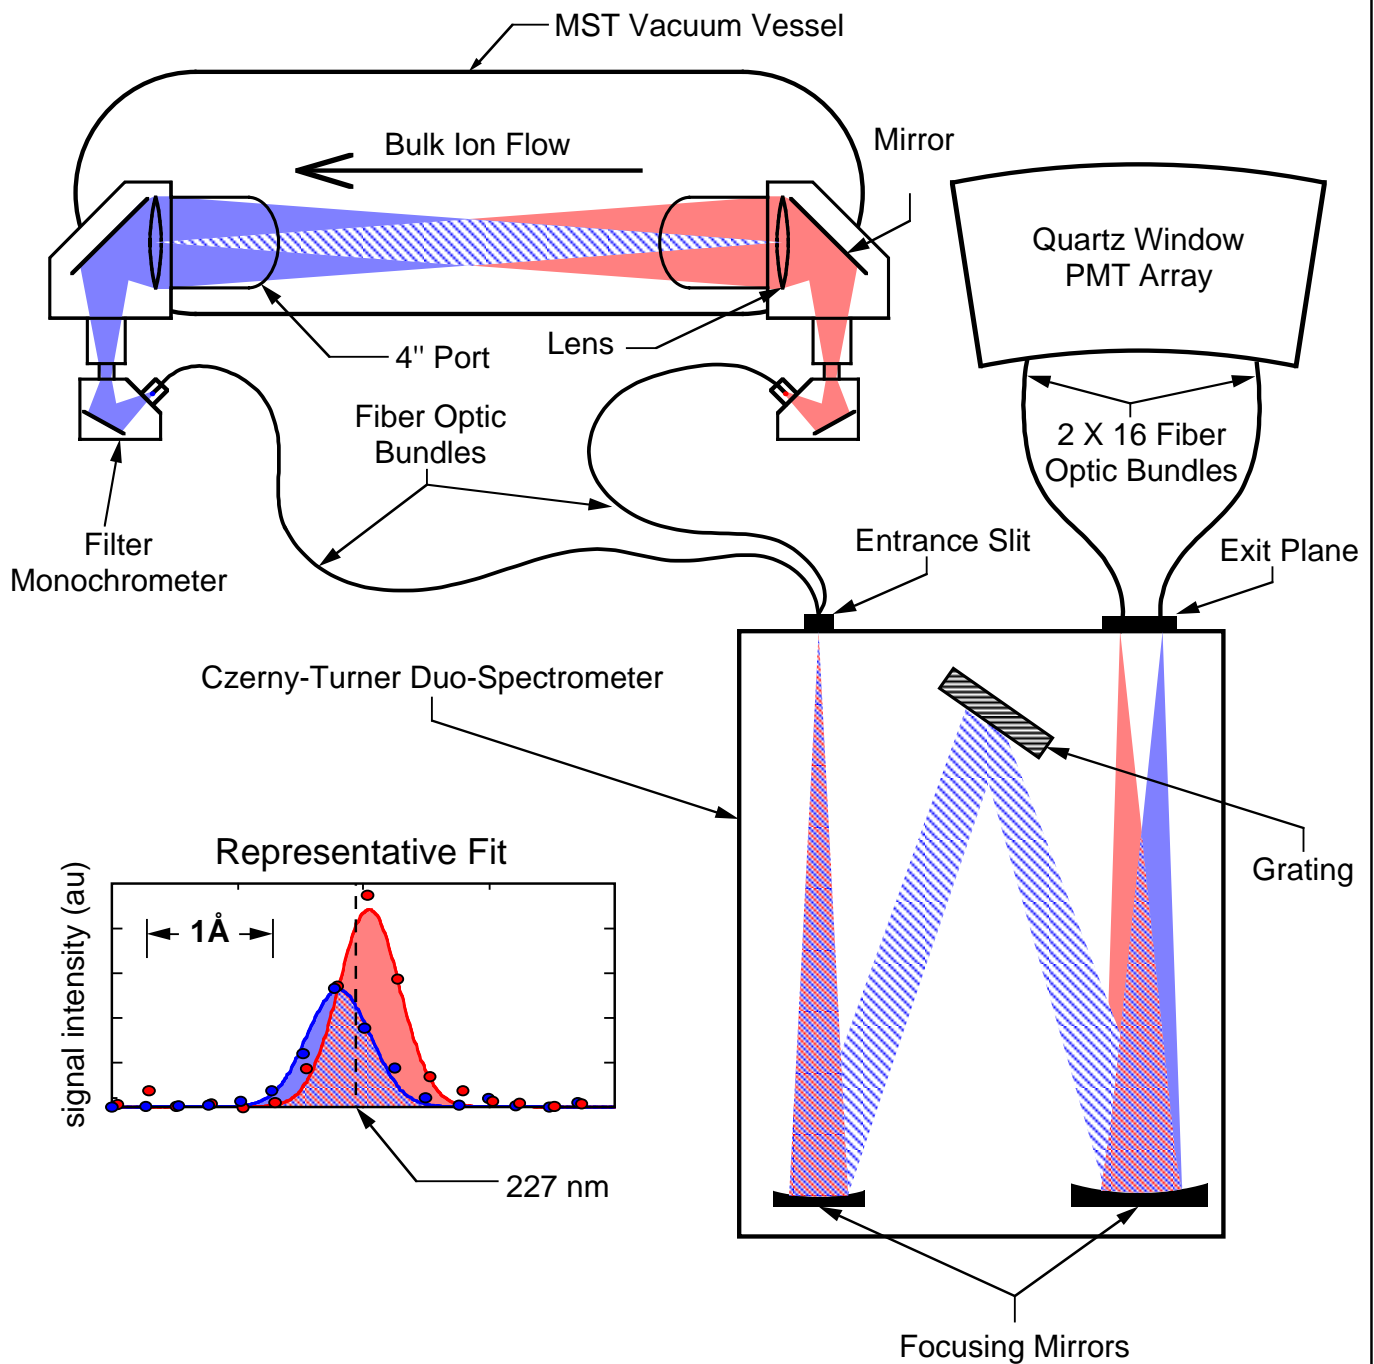 MST Vacuum Vessel
Bulk Ion Flow
Mirror
Quartz Window
PMT Array
4" Port
Lens
Fiber Optic
Bundles
2 X 16 Fiber
Optic Bundles
Filter
Monochrometer
Entrance Slit
Exit Plane
Czerny-Turner Duo-Spectrometer
Grating
Representative Fit
signal intensity (au)
1Å
227 nm
Focusing Mirrors